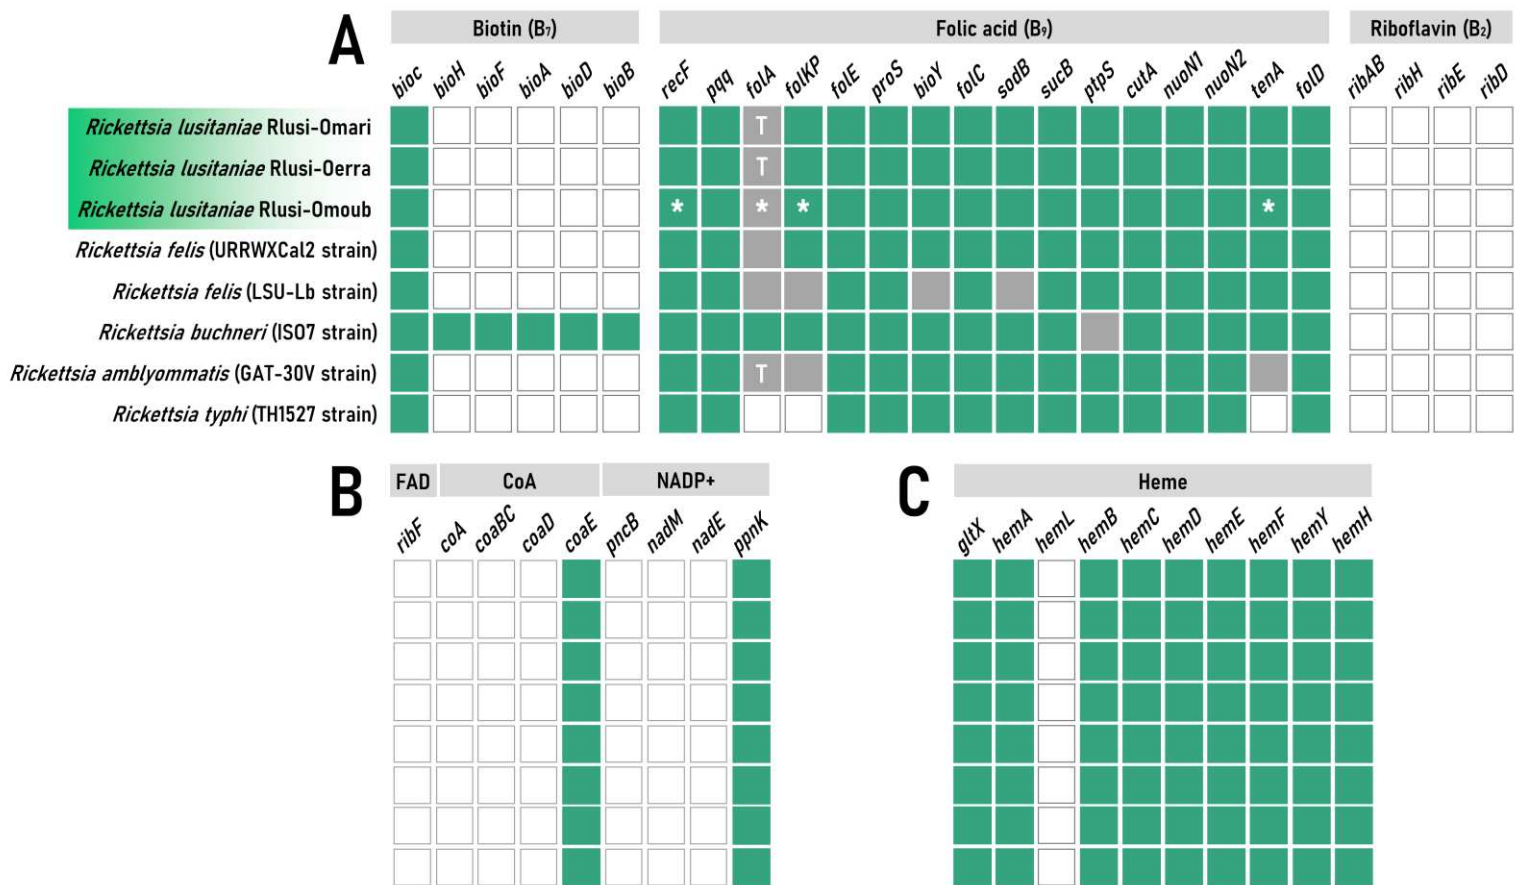 A
Biotin (B₇)
Folic acid (B₉)
Riboflavin (B₂)
bioc bioH bioF bioA bioD bioB recF pqq folA folKP folE proS bioY folC sodB sucB ptpS cutA nuoN1 nuoN2 tenA folD ribAB ribH ribE ribD
Rickettsia lusitaniae Rlusi-Omari
T
Rickettsia lusitaniae Rlusi-Oerra
T
Rickettsia lusitaniae Rlusi-Omoub
* * * *
Rickettsia felis (URRWXCal2 strain)
Rickettsia felis (LSU-Lb strain)
Rickettsia buchneri (ISO7 strain)
Rickettsia amblyommatis (GAT-30V strain)
T
Rickettsia typhi (TH1527 strain)
B
FAD
CoA
NADP+
ribF coA coaBC coaD coaE pncB nadM nadE ppnK
C
Heme
gltX hemA hemL hemB hemC hemD hemE hemF hemY hemH